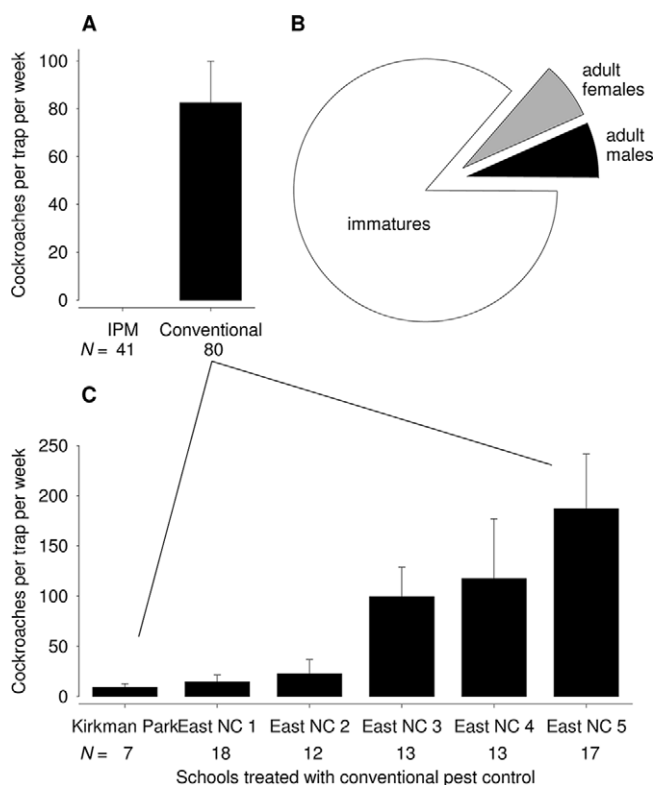 A
Cockroaches per trap per week
100
80
60
40
20
0
IPM Conventional
N = 41 80
B
adult
females
adult
males
immatures
C
Cockroaches per trap per week
250
200
150
100
50
0
Kirkman Park East NC 1 East NC 2 East NC 3 East NC 4 East NC 5
N = 7 18 12 13 13 17
Schools treated with conventional pest control